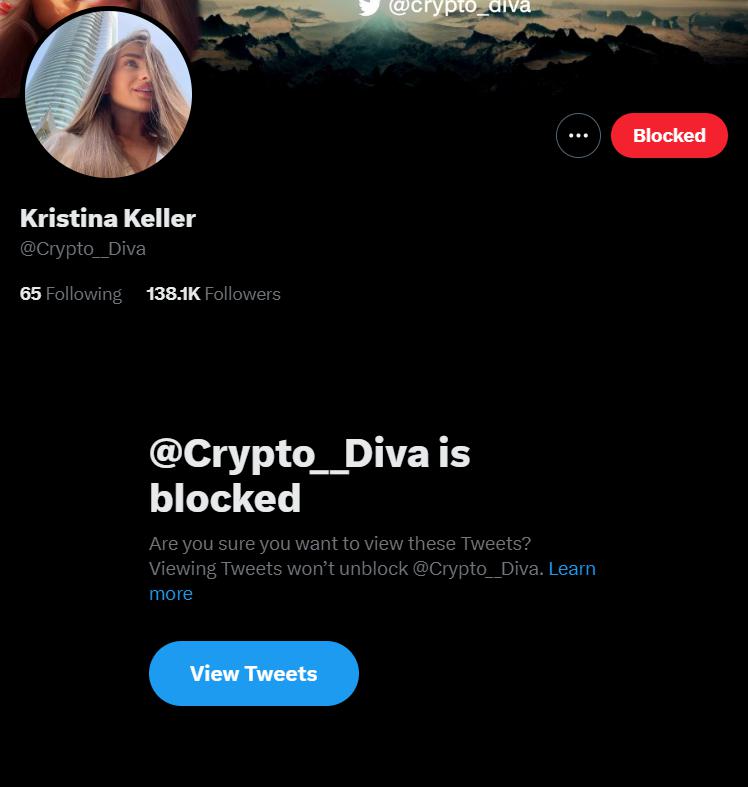 @crypto_diva
Blocked
Kristina Keller
@Crypto__Diva
65 Following 138.1K Followers
@Crypto__Diva is
blocked
Are you sure you want to view these Tweets?
Viewing Tweets won’t unblock @Crypto__Diva. Learn
more
View Tweets